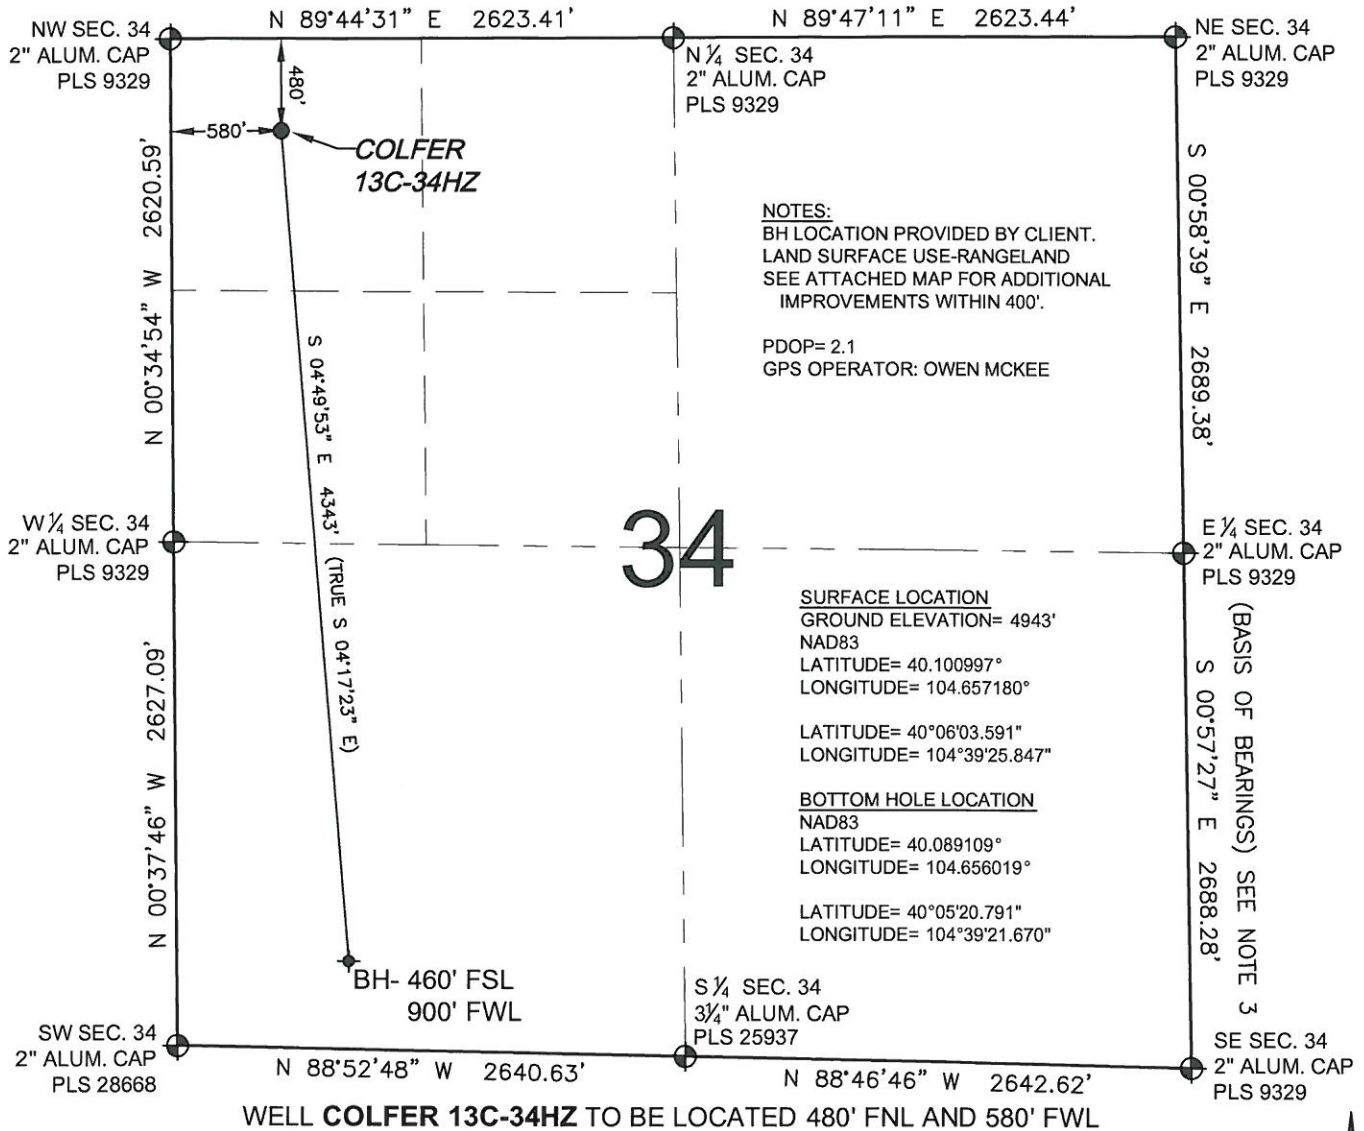 N 89°44'31" E 2623.41'
N 89°47'11" E 2623.44'
NW SEC. 34
2" ALUM. CAP
PLS 9329
N ¼ SEC. 34
2" ALUM. CAP
PLS 9329
NE SEC. 34
2" ALUM. CAP
PLS 9329
480'
580'
COLFER
13C-34HZ
N 00°34'54" W 2620.59'
S 00°58'39" E 2689.38'
NOTES:
BH LOCATION PROVIDED BY CLIENT.
LAND SURFACE USE-RANGELAND
SEE ATTACHED MAP FOR ADDITIONAL
IMPROVEMENTS WITHIN 400'.
PDOP= 2.1
GPS OPERATOR: OWEN MCKEE
S 04°49'53" E 4343' (TRUE S 04°17'23" E)
W ¼ SEC. 34
2" ALUM. CAP
PLS 9329
34
E ¼ SEC. 34
2" ALUM. CAP
PLS 9329
SURFACE LOCATION
GROUND ELEVATION= 4943'
NAD83
LATITUDE= 40.100997°
LONGITUDE= 104.657180°
LATITUDE= 40°06'03.591"
LONGITUDE= 104°39'25.847"
BOTTOM HOLE LOCATION
NAD83
LATITUDE= 40.089109°
LONGITUDE= 104.656019°
LATITUDE= 40°05'20.791"
LONGITUDE= 104°39'21.670"
N 00°37'46" W 2627.09'
S 00°57'27" E 2688.28'
(BASIS OF BEARINGS) SEE NOTE 3
BH- 460' FSL
900' FWL
SW SEC. 34
2" ALUM. CAP
PLS 28668
S ¼ SEC. 34
3¼" ALUM. CAP
PLS 25937
SE SEC. 34
2" ALUM. CAP
PLS 9329
N 88°52'48" W 2640.63'
N 88°46'46" W 2642.62'
WELL COLFER 13C-34HZ TO BE LOCATED 480' FNL AND 580' FWL